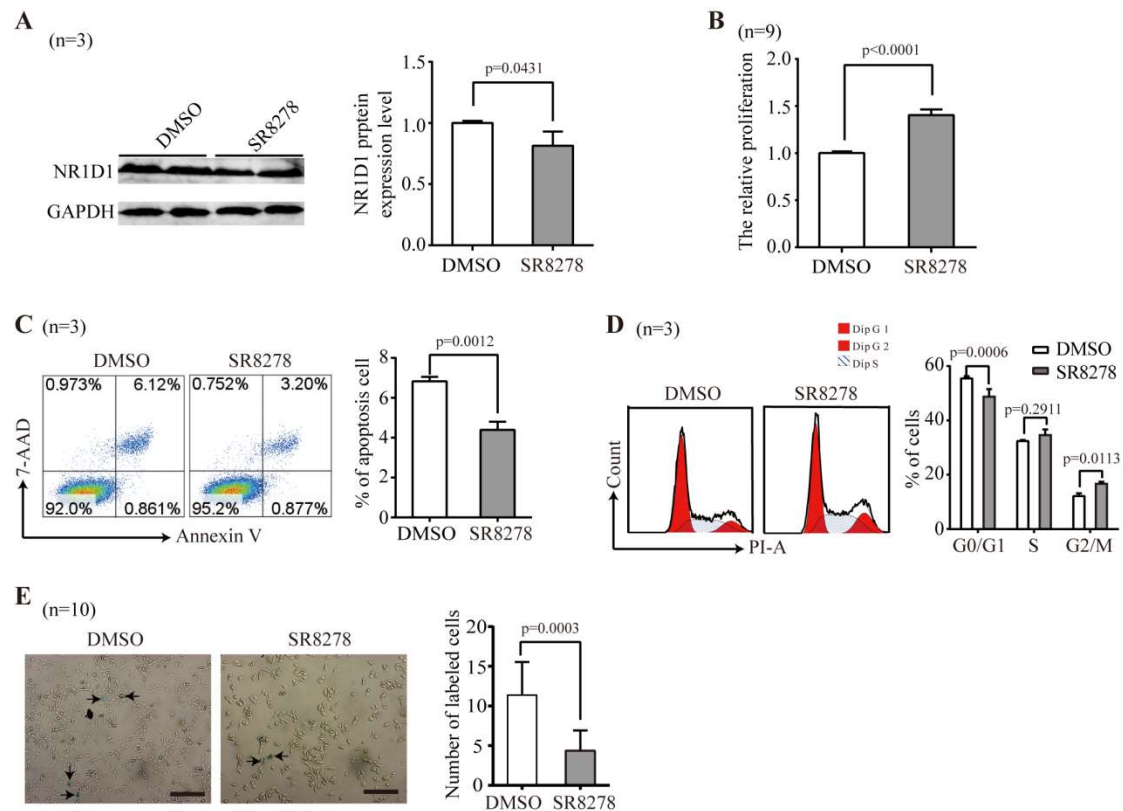 A
(n=3)
DMSO
SR8278
NR1D1
GAPDH
NR1D1 prptein
expression level
1.5
1.0
0.5
0.0
p=0.0431
DMSO SR8278
B
(n=9)
The relative proliferation
2.0
1.5
1.0
0.5
0.0
p<0.0001
DMSO
SR8278
C
(n=3)
DMSO
SR8278
0.973% 6.12%
92.0% 0.861%
0.752% 3.20%
95.2% 0.877%
7-AAD
Annexin V
% of apoptosis cell
8
6
4
2
0
p=0.0012
DMSO
SR8278
D
(n=3)
Dip G 1
Dip G 2
Dip S
DMSO
SR8278
Count
PI-A
DMSO
SR8278
% of cells
80
60
40
20
0
p=0.0006
p=0.2911
p=0.0113
G0/G1 S G2/M
E
(n=10)
DMSO
SR8278
Number of labeled cells
20
15
10
5
0
p=0.0003
DMSO SR8278